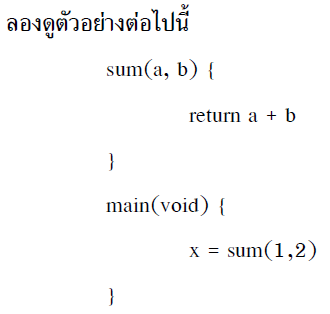 ลองดูตัวอย่างต่อไปนี้
sum(a, b) {
return a + b
}
main(void) {
x = sum(1,2)
}